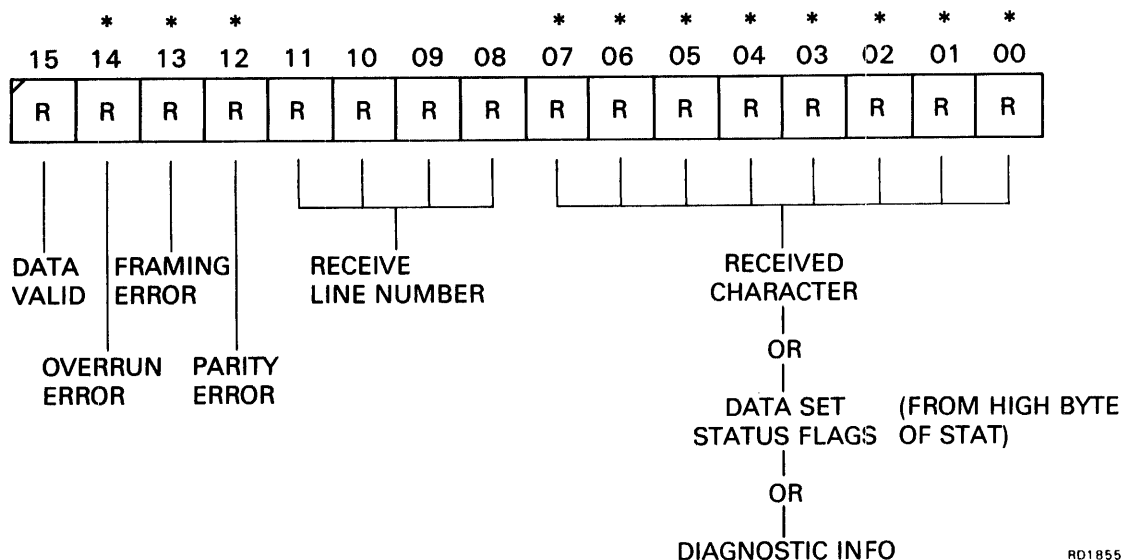 * * * * * * * * * * *
15 14 13 12 11 10 09 08 07 06 05 04 03 02 01 00
R R R R R R R R R R R R R R R R
DATA VALID
FRAMING ERROR
RECEIVE LINE NUMBER
RECEIVED CHARACTER
OVERRUN ERROR
PARITY ERROR
OR
DATA SET STATUS FLAGS
(FROM HIGH BYTE OF STAT)
OR
DIAGNOSTIC INFO
RD1855